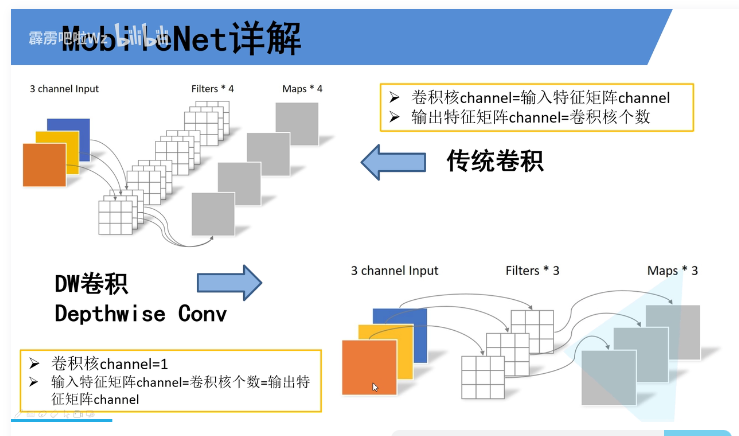 MobileNet详解
霹雳吧啦Wz bilibili
3 channel Input
Filters * 4
Maps * 4
➢ 卷积核channel=输入特征矩阵channel
➢ 输出特征矩阵channel=卷积核个数
传统卷积
DW卷积
Depthwise Conv
3 channel Input
Filters * 3
Maps * 3
➢ 卷积核channel=1
➢ 输入特征矩阵channel=卷积核个数=输出特
征矩阵channel